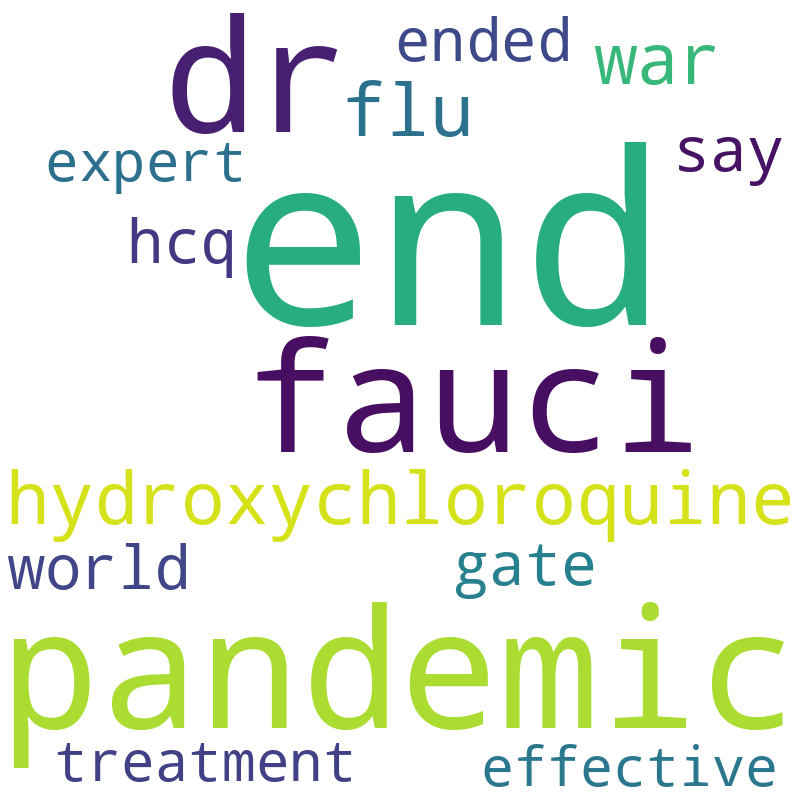 dr
ended
war
flu
expert
say
hcq
end
fauci
hydroxychloroquine
world
gate
pandemic
treatment
effective